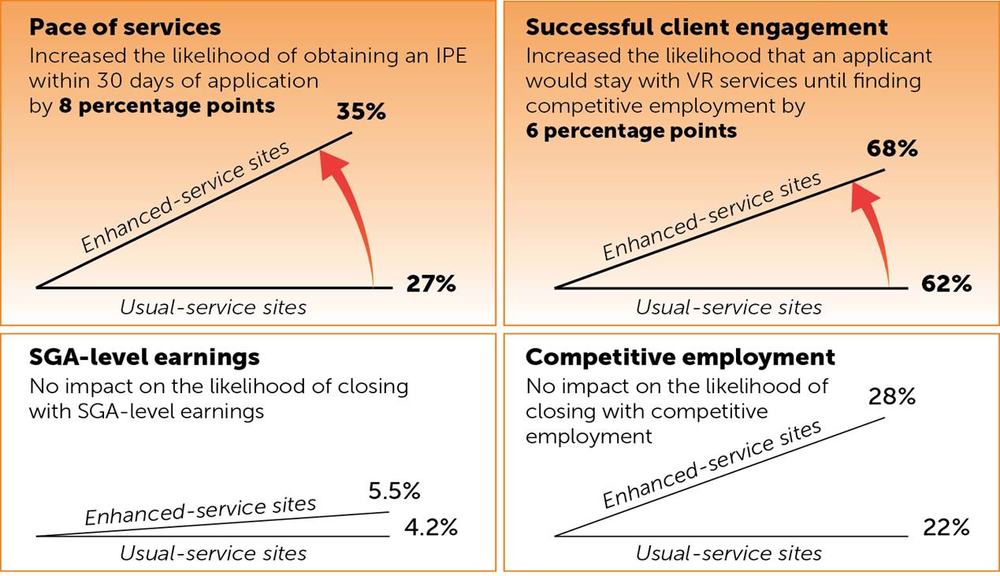 Pace of services
Increased the likelihood of obtaining an IPE
within 30 days of application
by 8 percentage points
35%
Enhanced-service sites
27%
Usual-service sites
Successful client engagement
Increased the likelihood that an applicant
would stay with VR services until finding
competitive employment by
6 percentage points
68%
Enhanced-service sites
62%
Usual-service sites
SGA-level earnings
No impact on the likelihood of closing
with SGA-level earnings
5.5%
Enhanced-service sites
4.2%
Usual-service sites
Competitive employment
No impact on the likelihood of
closing with competitive
employment
28%
Enhanced-service sites
22%
Usual-service sites